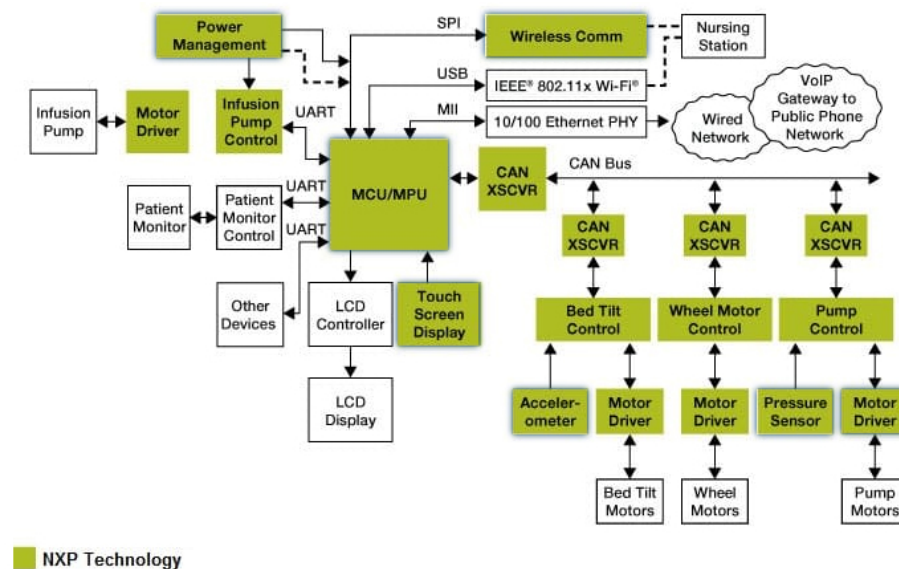 Power
Management
SPI
Wireless Comm
Nursing
Station
USB
IEEE® 802.11x Wi-Fi®
MII
10/100 Ethernet PHY
Wired
Network
VoIP
Gateway to
Public Phone
Network
Infusion
Pump
Motor
Driver
Infusion
Pump
Control
UART
MCU/MPU
CAN
XSCVR
CAN Bus
Patient
Monitor
Patient
Monitor
Control
UART
UART
Other
Devices
LCD
Controller
Touch
Screen
Display
LCD
Display
CAN
XSCVR
CAN
XSCVR
CAN
XSCVR
Bed Tilt
Control
Wheel Motor
Control
Pump
Control
Acceler-
ometer
Motor
Driver
Motor
Driver
Pressure
Sensor
Motor
Driver
Bed Tilt
Motors
Wheel
Motors
Pump
Motors
NXP Technology